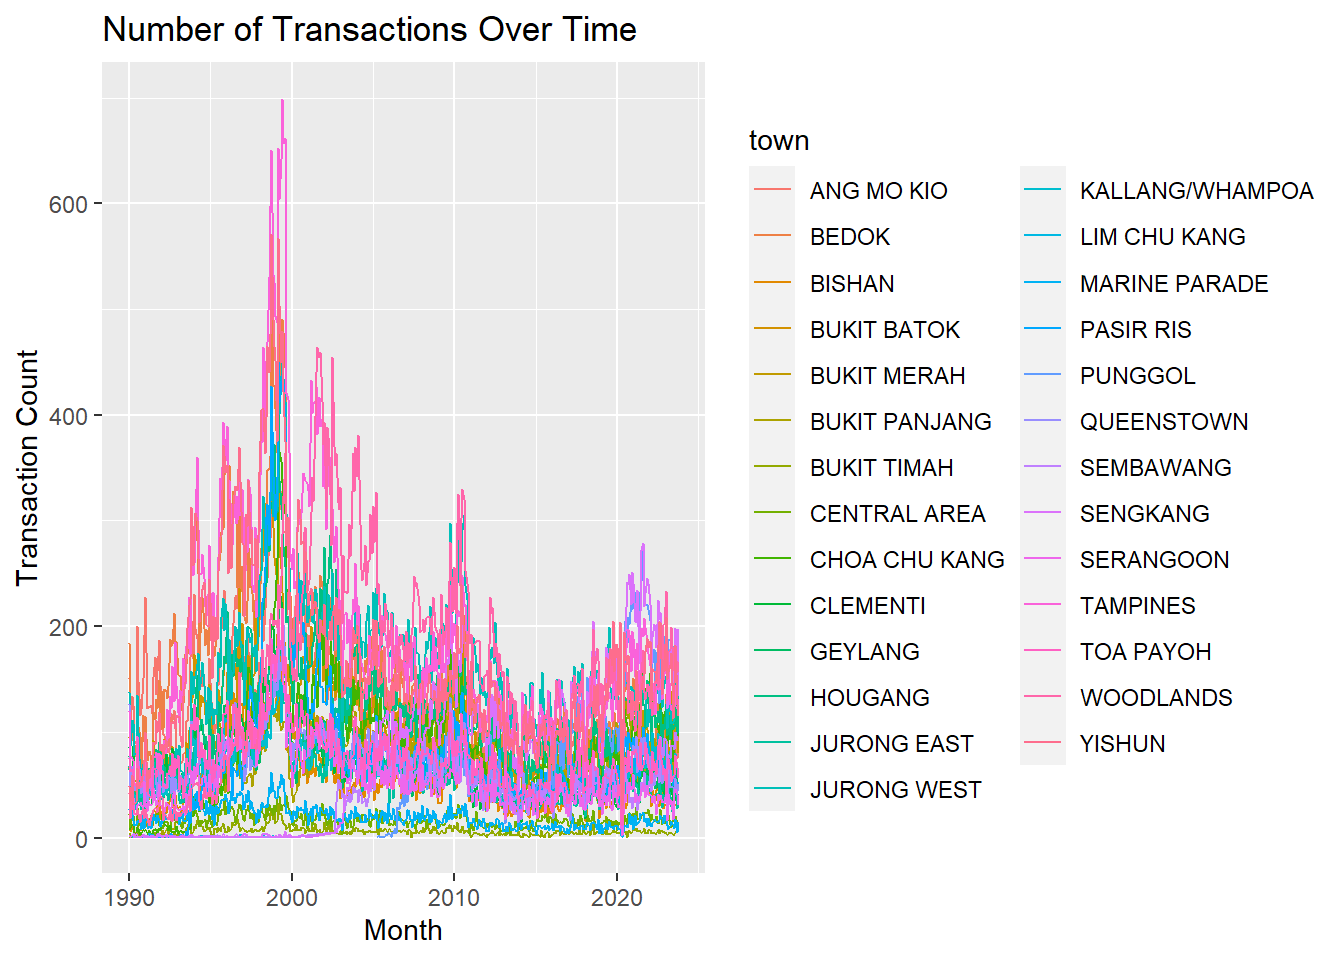 Number of Transactions Over Time
600
400
200
0
Transaction Count
1990
2000
2010
2020
Month
town
ANG MO KIO
BEDOK
BISHAN
BUKIT BATOK
BUKIT MERAH
BUKIT PANJANG
BUKIT TIMAH
CENTRAL AREA
CHOA CHU KANG
CLEMENTI
GEYLANG
HOUGANG
JURONG EAST
JURONG WEST
KALLANG/WHAMPOA
LIM CHU KANG
MARINE PARADE
PASIR RIS
PUNGGOL
QUEENSTOWN
SEMBAWANG
SENGKANG
SERANGOON
TAMPINES
TOA PAYOH
WOODLANDS
YISHUN